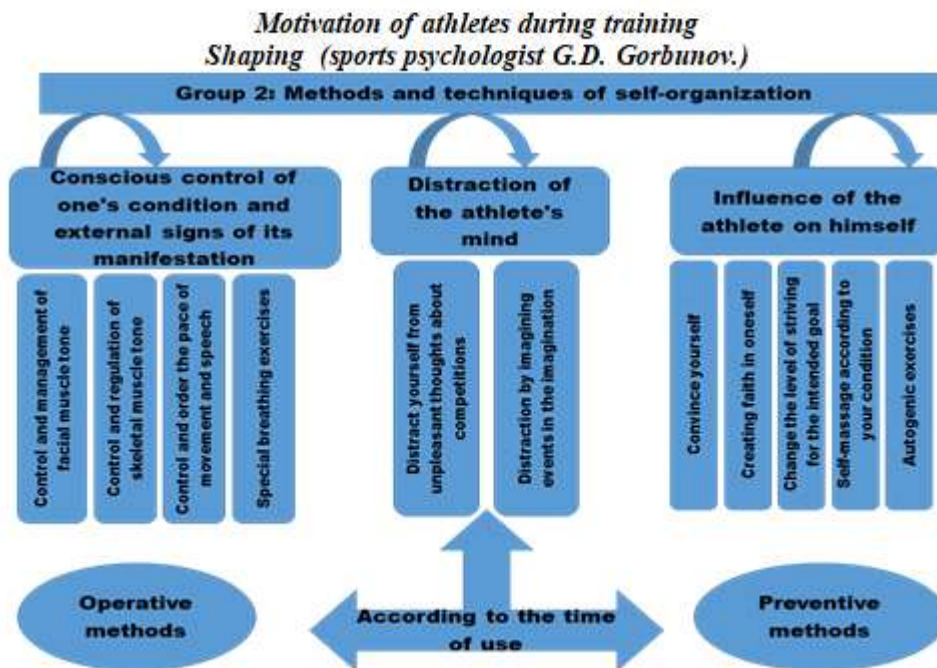 Motivation of athletes during training
Shaping (sports psychologist G.D. Gorbunov.)
Group 2: Methods and techniques of self-organization
Conscious control of
one's condition and
external signs of its
manifestation
Distraction of
the athlete's
mind
Influence of the
athlete on himself
Control and management of
facial muscle tone
Control and regulation of
skeletal muscle tone
Control and order the pace of
movement and speech
Special breathing exercises
Distract yourself from
unpleasant thoughts about
competitions
Distraction by imagining
events in the imagination
Convince yourself
Creating faith in oneself
Change the level of striving
for the intended goal
Self-massage according to
your condition
Autogenic exercises
Operative
methods
According to the time
of use
Preventive
methods